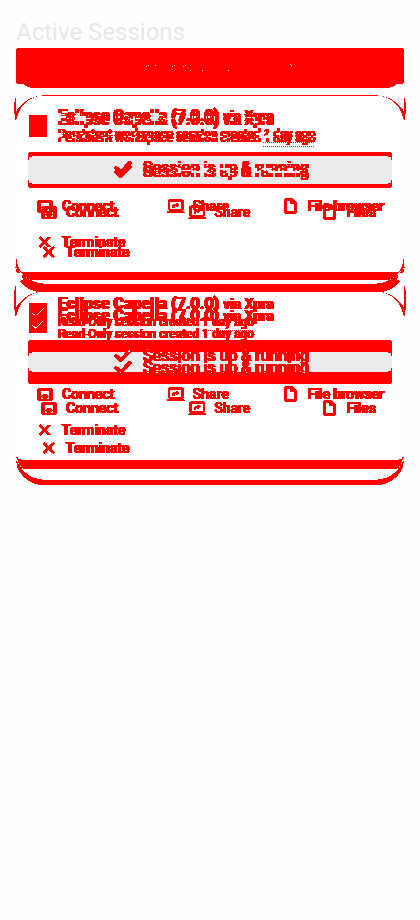 Active Sessions
Eclipse Capella (7.0.0) via Xpra
Persistent workspace session created 1 day ago
Session is up & running
Connect Share File browser
Connect Share Files
Terminate
Terminate
Eclipse Capella (7.0.0) via Xpra
Eclipse Capella (7.0.0) via Xpra
Read-Only session created 1 day ago
Read-Only session created 1 day ago
Session is up & running
Session is up & running
Connect Share File browser
Connect Share Files
Terminate
Terminate